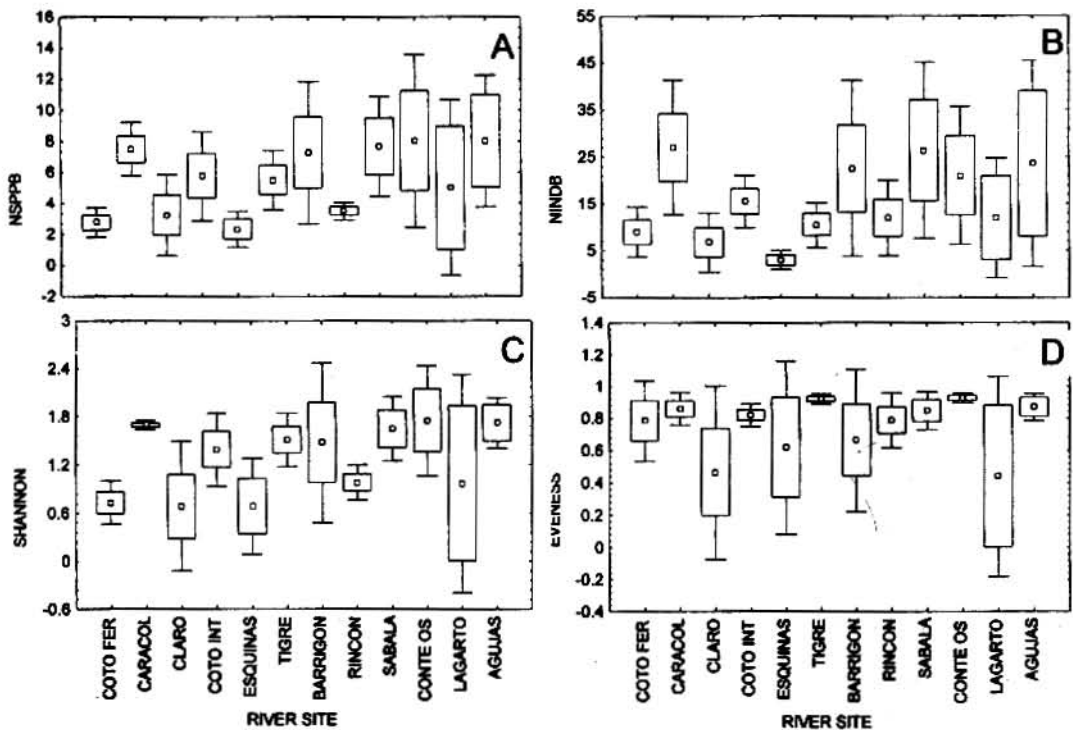 A
NSPPB
16
14
12
10
8
6
4
2
0
-2
B
NINDB
55
45
35
25
15
5
-5
C
SHANNON
3
2.4
1.8
1.2
0.6
0
-0.6
COTO FER
CARACOL
CLARO
COTO INT
ESQUINAS
TIGRE
BARRIGON
RINCON
SABALA
CONTE OS
LAGARTO
AGUJAS
RIVER SITE
D
EVENESS
1.4
1.2
1
0.8
0.6
0.4
0.2
0
-0.2
-0.4
COTO FER
CARACOL
CLARO
COTO INT
ESQUINAS
TIGRE
BARRIGON
RINCON
SABALA
CONTE OS
LAGARTO
AGUJAS
RIVER SITE